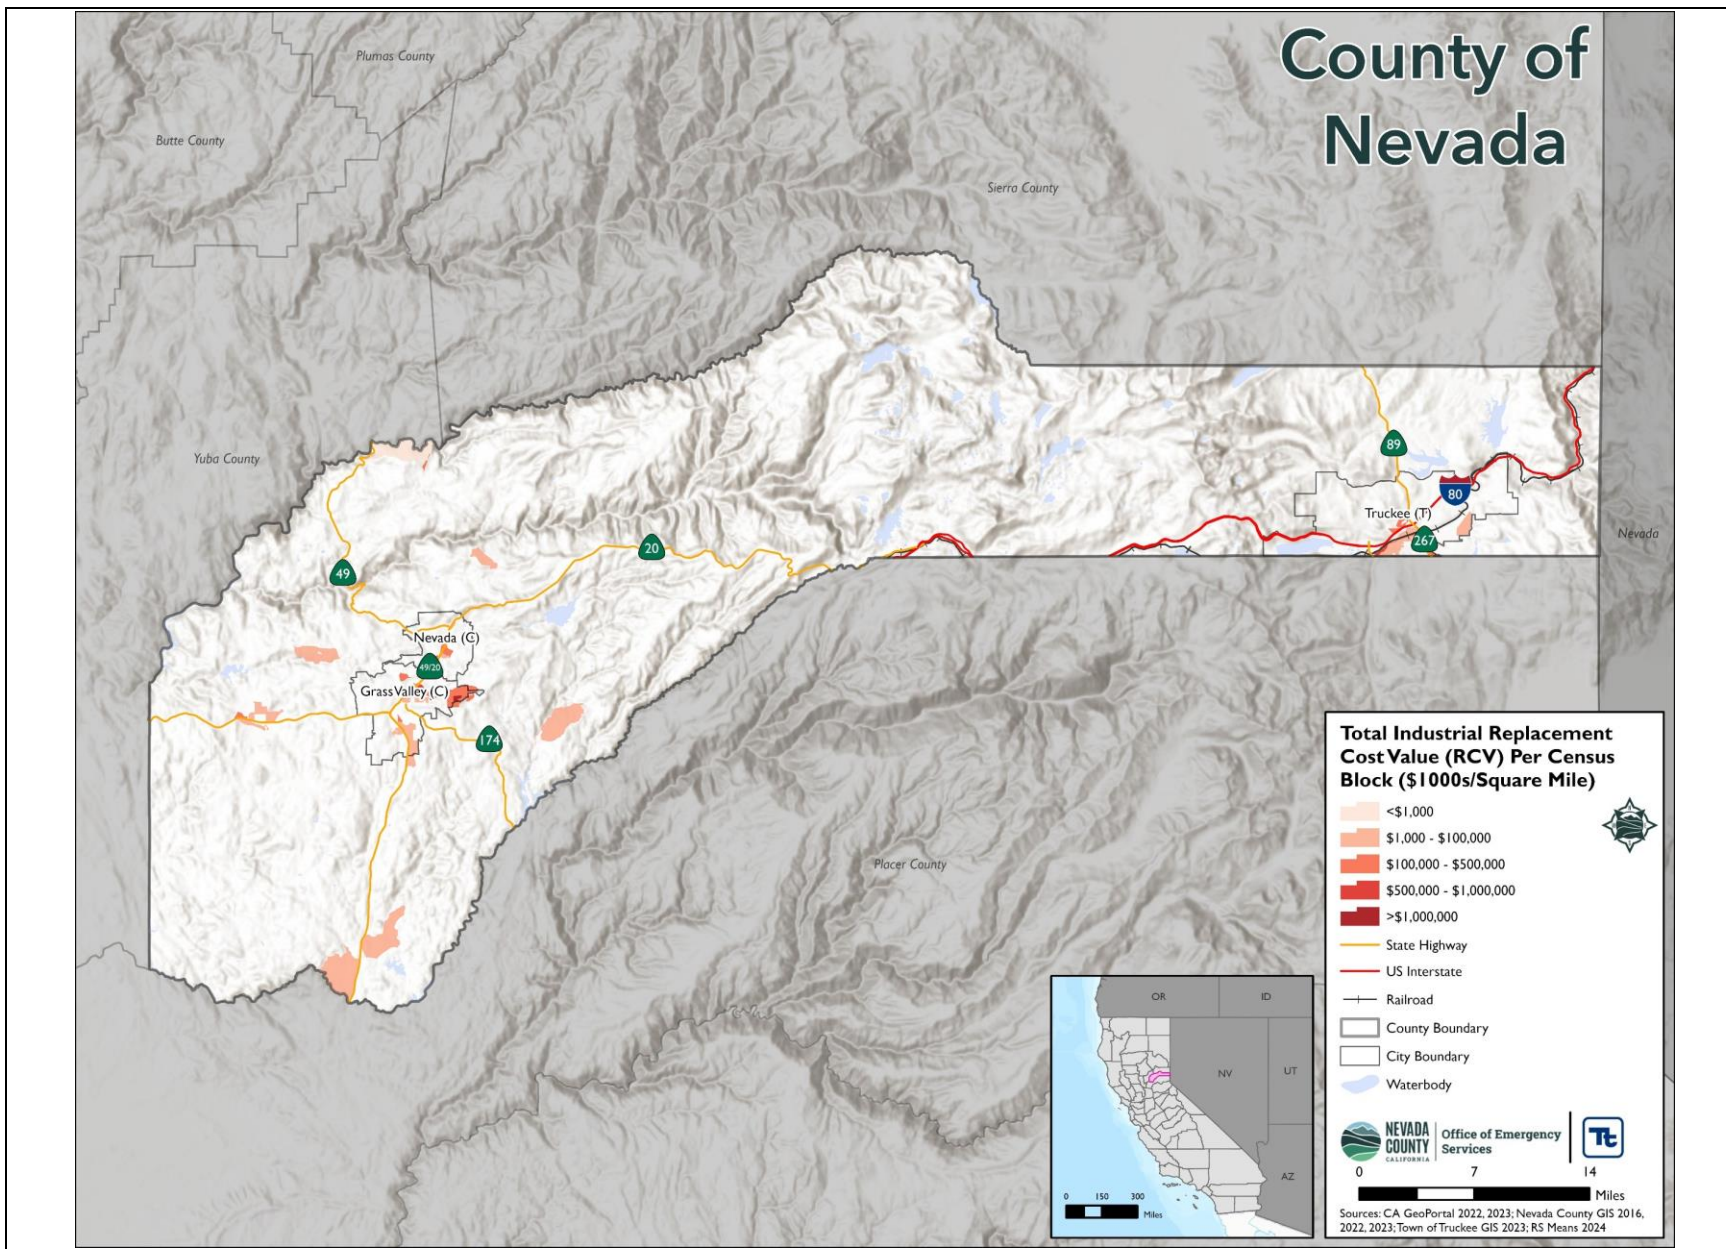 County of
Nevada
Plumas County
Butte County
Sierra County
Yuba County
89
80
Truckee (T)
267
Nevada
20
49
Nevada (C)
49/20
Grass Valley (C)
174
Placer County
Total Industrial Replacement
Cost Value (RCV) Per Census
Block ($1000s/Square Mile)
<$1,000
$1,000 - $100,000
$100,000 - $500,000
$500,000 - $1,000,000
>$1,000,000
State Highway
US Interstate
Railroad
County Boundary
City Boundary
Waterbody
NEVADA
COUNTY
CALIFORNIA
Office of Emergency
Services
Tt
0 7 14
Miles
Sources: CA GeoPortal 2022, 2023; Nevada County GIS 2016,
2022, 2023; Town of Truckee GIS 2023; RS Means 2024
OR
ID
NV
UT
AZ
0 150 300
Miles